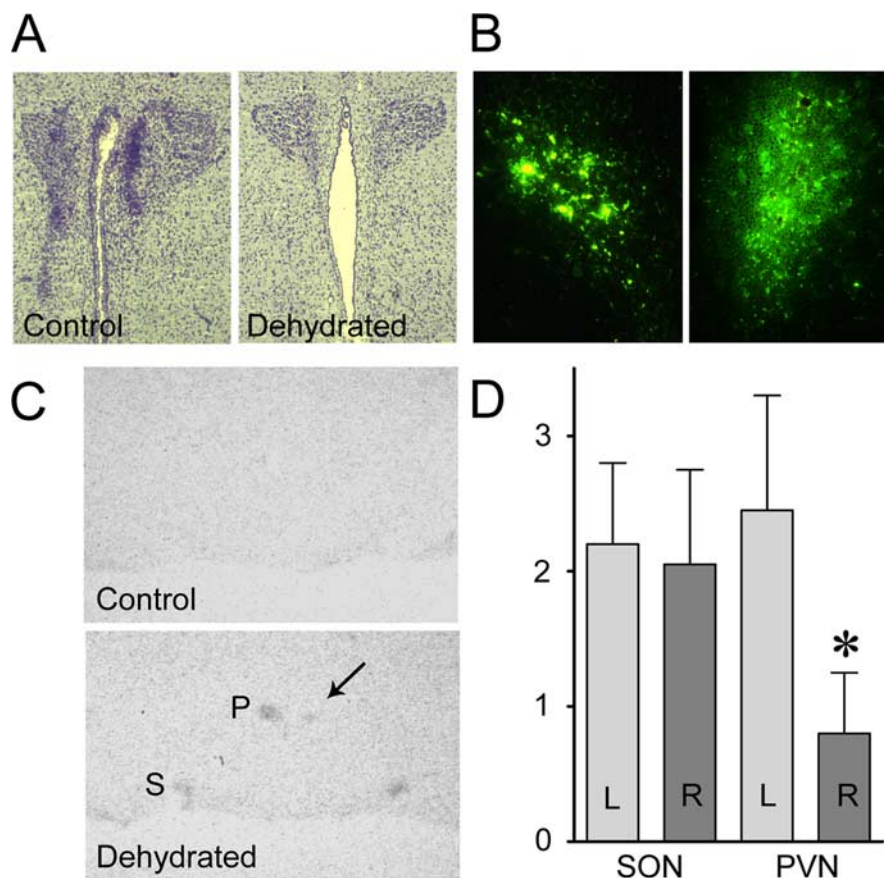 A
B
Control
Dehydrated
C
Control
P
S
Dehydrated
D
3
2
1
0
*
L
R
L
R
SON
PVN